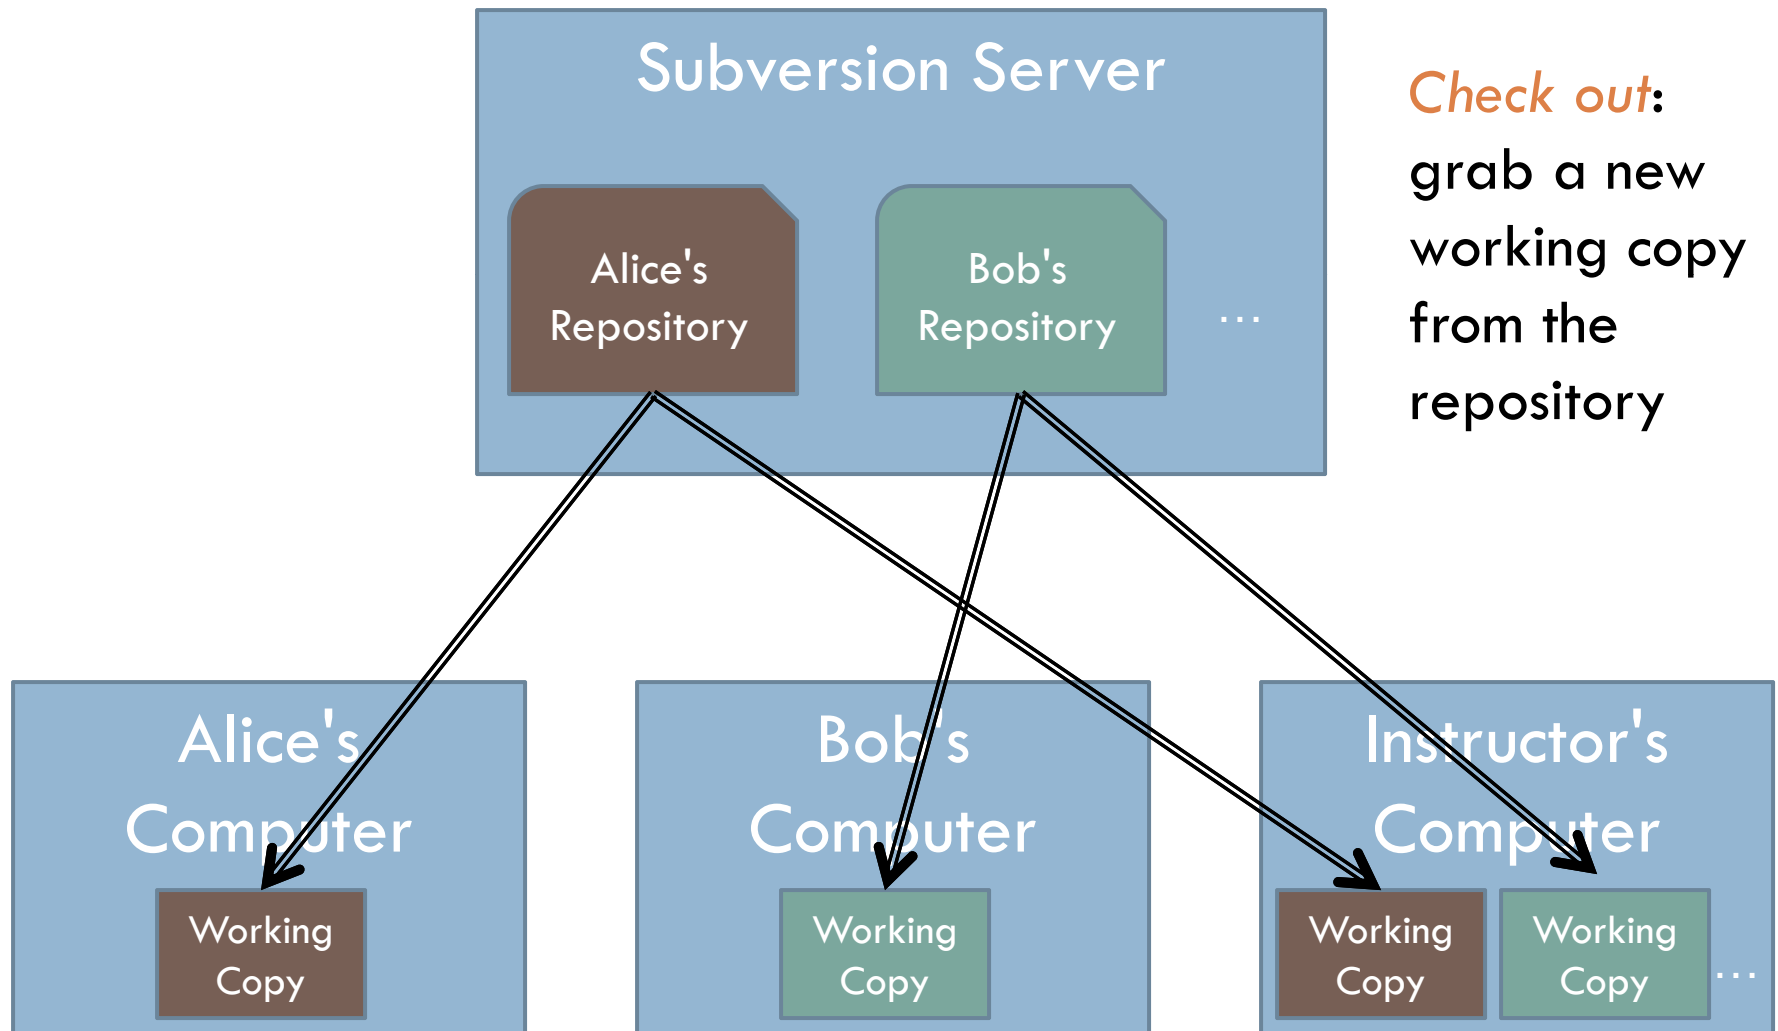 Subversion Server
Check out:
grab a new
working copy
from the
repository
Alice's
Repository
Bob's
Repository
...
Alice's
Computer
Working
Copy
Bob's
Computer
Working
Copy
Instructor's
Computer
Working
Copy
Working
Copy
...